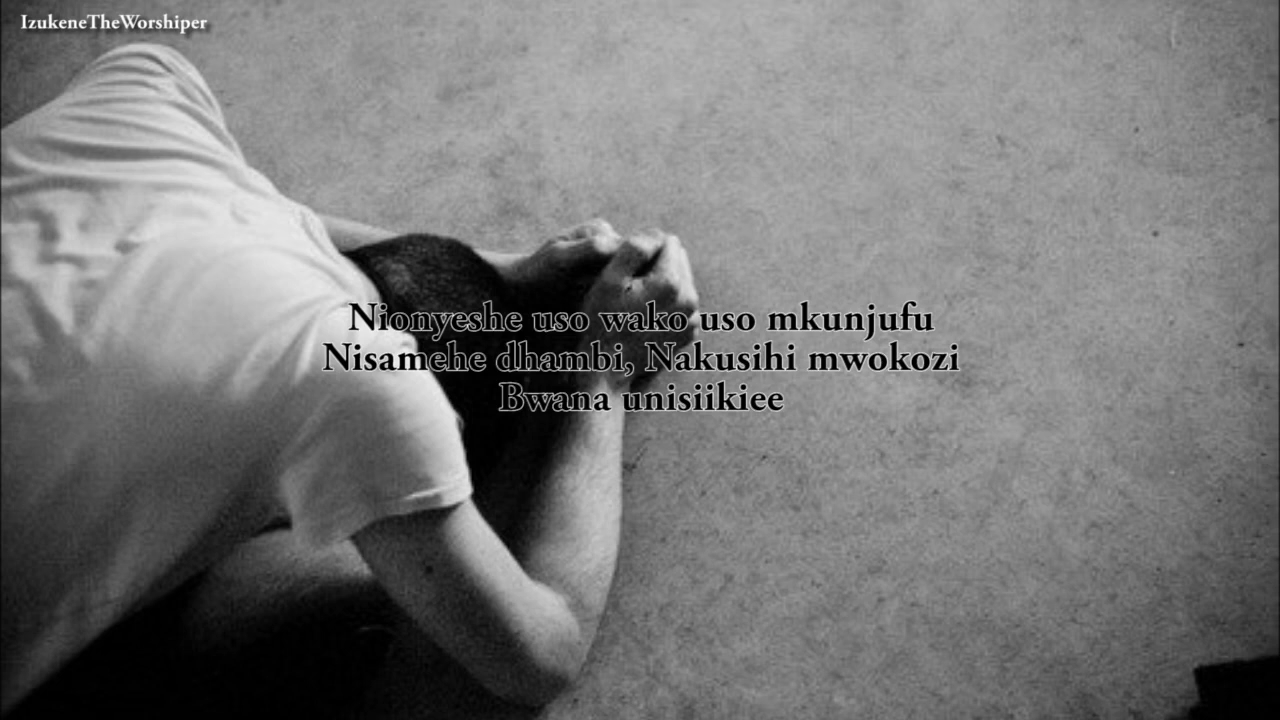 IzukeneTheWorshiper
Nionyeshe uso wako uso mkunjufu
Nisamehe dhambi, Nakusihi mwokozi
Bwana unisiikiee